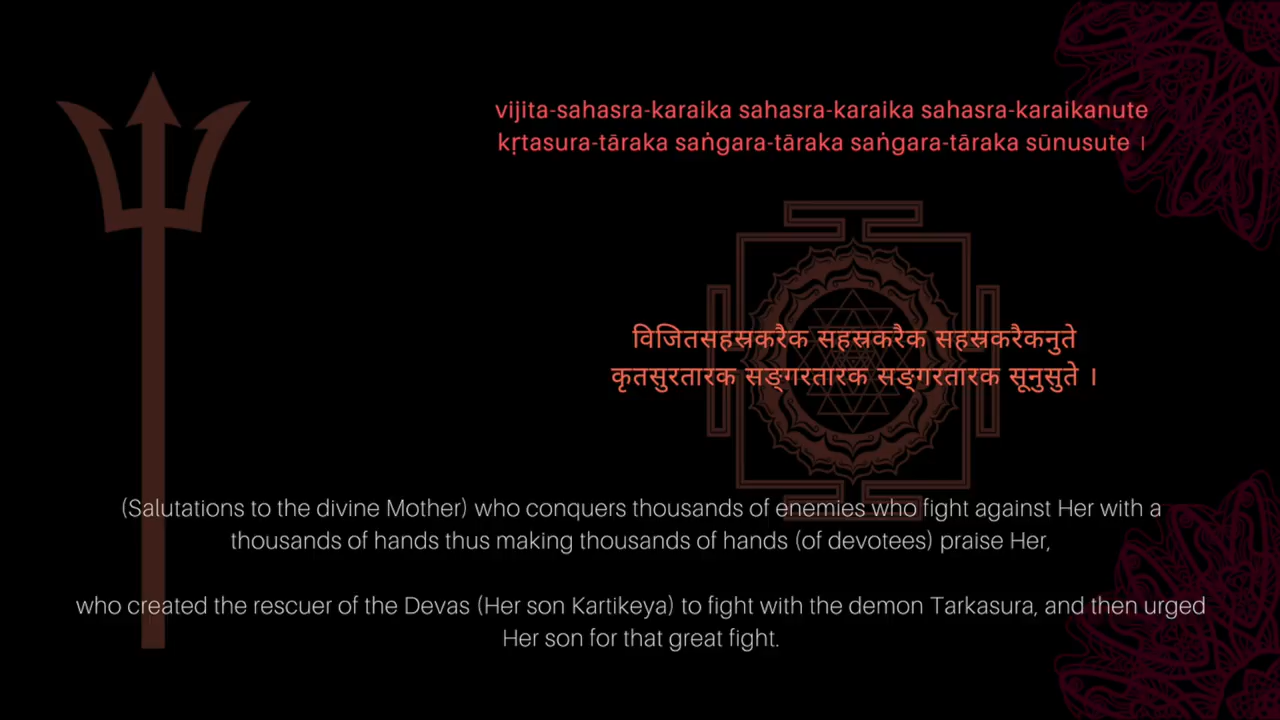 vijita-sahasra-karaika sahasra-karaika sahasra-karaikanute
kṛtasura-tāraka saṅgara-tāraka saṅgara-tāraka sūnusute ।
विजितसहस्रकरैक सहस्रकरैक सहस्रकरैकनुते
कृतसुरतारक सङ्गरतारक सङ्गरतारक सूनुसुते ।
(Salutations to the divine Mother) who conquers thousands of enemies who fight against Her with a
thousands of hands thus making thousands of hands (of devotees) praise Her,
who created the rescuer of the Devas (Her son Kartikeya) to fight with the demon Tarkasura, and then urged
Her son for that great fight.